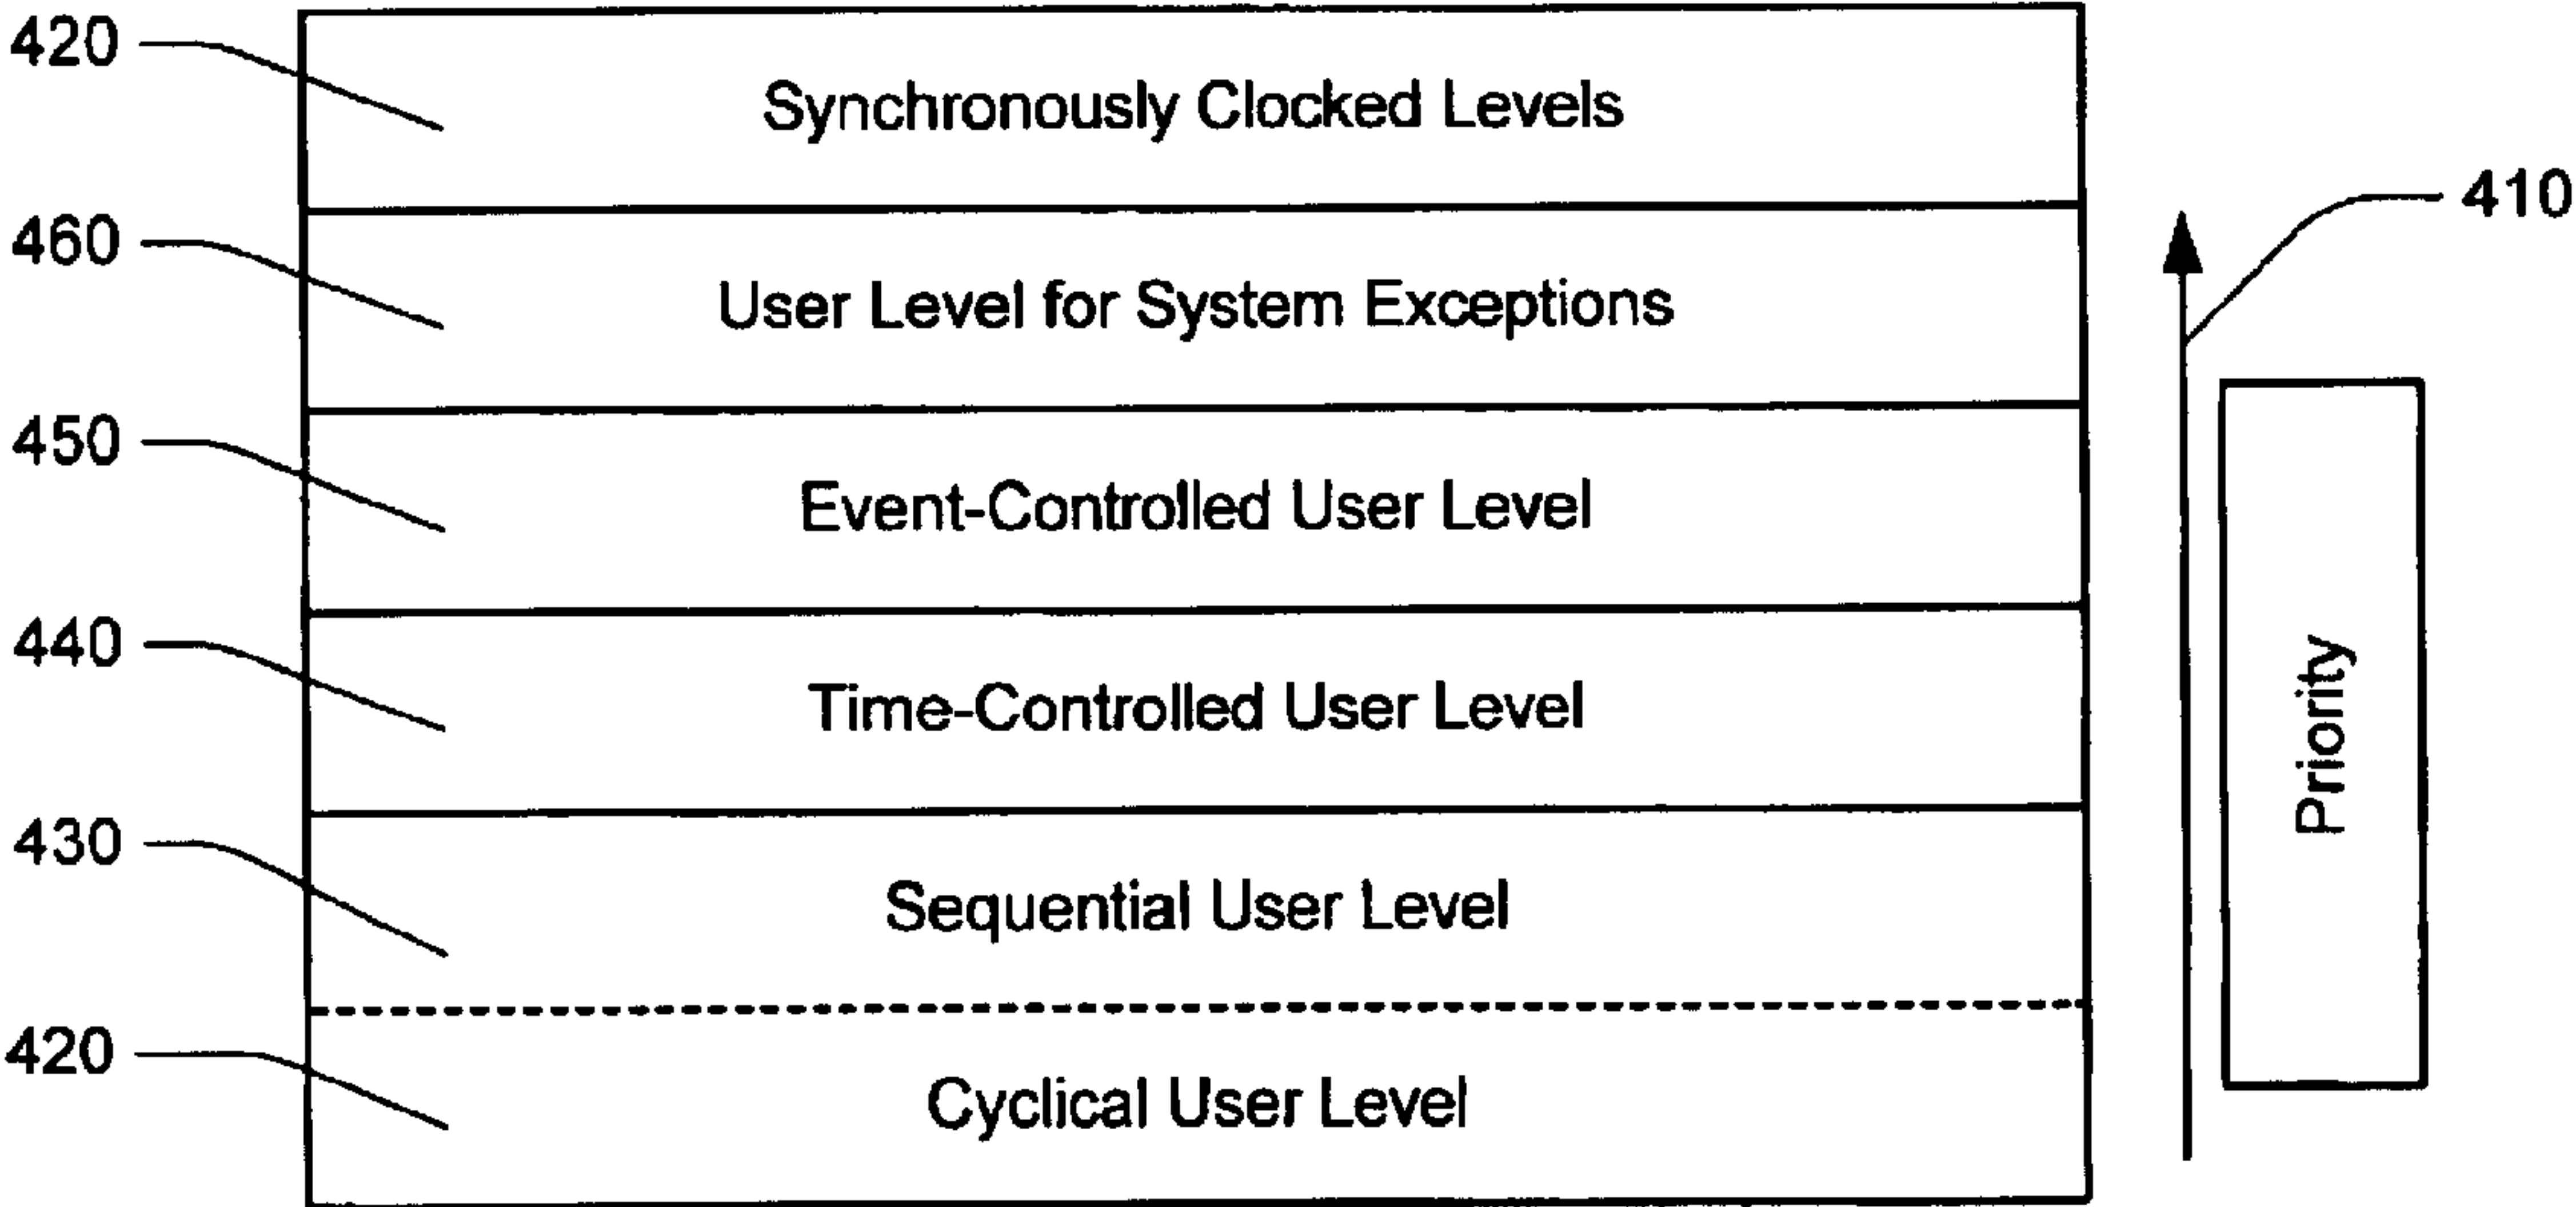 420
Synchronously Clocked Levels
410
460
User Level for System Exceptions
450
Event-Controlled User Level
440
Time-Controlled User Level
Priority
430
Sequential User Level
420
Cyclical User Level